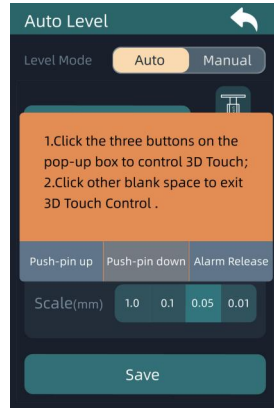 Auto Level
Level Mode Auto Manual
1.Click the three buttons on the
pop-up box to control 3D Touch;
2.Click other blank space to exit
3D Touch Control .
Push-pin up Push-pin down Alarm Release
Scale(mm) 1.0 0.1 0.05 0.01
Save